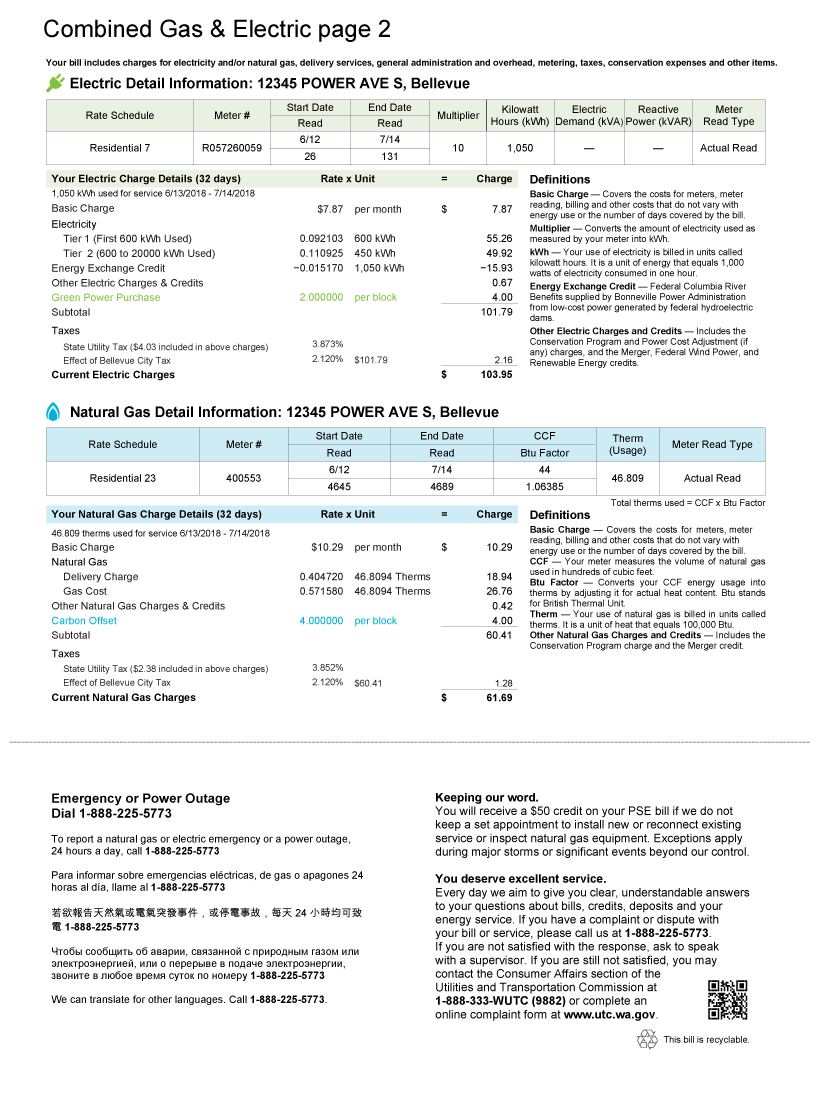 Combined Gas & Electric page 2
Your bill includes charges for electricity and/or natural gas, delivery services, general administration and overhead, metering, taxes, conservation expenses and other items.
Electric Detail Information: 12345 POWER AVE S, Bellevue
Rate Schedule Meter # Start Date End Date Multiplier Kilowatt Hours (kWh) Electric Demand (kVA) Reactive Power (kVAR) Meter Read Type
Read Read
Residential 7 R057260059 6/12 7/14 10 1,050 — — Actual Read
26 131
Your Electric Charge Details (32 days) Rate x Unit = Charge
1,050 kWh used for service 6/13/2018 - 7/14/2018
Basic Charge $7.87 per month $ 7.87
Electricity
Tier 1 (First 600 kWh Used) 0.092103 600 kWh 55.26
Tier 2 (600 to 20000 kWh Used) 0.110925 450 kWh 49.92
Energy Exchange Credit −0.015170 1,050 kWh −15.93
Other Electric Charges & Credits 0.67
Green Power Purchase 2.000000 per block 4.00
Subtotal 101.79
Taxes
State Utility Tax ($4.03 included in above charges) 3.873%
Effect of Bellevue City Tax 2.120% $101.79 2.16
Current Electric Charges $ 103.95
Definitions
Basic Charge — Covers the costs for meters, meter
reading, billing and other costs that do not vary with
energy use or the number of days covered by the bill.
Multiplier — Converts the amount of electricity used as
measured by your meter into kWh.
kWh — Your use of electricity is billed in units called
kilowatt hours. It is a unit of energy that equals 1,000
watts of electricity consumed in one hour.
Energy Exchange Credit — Federal Columbia River
Benefits supplied by Bonneville Power Administration
from low-cost power generated by federal hydroelectric
dams.
Other Electric Charges and Credits — Includes the
Conservation Program and Power Cost Adjustment (if
any) charges, and the Merger, Federal Wind Power, and
Renewable Energy credits.
Natural Gas Detail Information: 12345 POWER AVE S, Bellevue
Rate Schedule Meter # Start Date End Date CCF Therm (Usage) Meter Read Type
Read Read Btu Factor
Residential 23 400553 6/12 7/14 44 46.809 Actual Read
4645 4689 1.06385
Total therms used = CCF x Btu Factor
Your Natural Gas Charge Details (32 days) Rate x Unit = Charge
46.809 therms used for service 6/13/2018 - 7/14/2018
Basic Charge $10.29 per month $ 10.29
Natural Gas
Delivery Charge 0.404720 46.8094 Therms 18.94
Gas Cost 0.571580 46.8094 Therms 26.76
Other Natural Gas Charges & Credits 0.42
Carbon Offset 4.000000 per block 4.00
Subtotal 60.41
Taxes
State Utility Tax ($2.38 included in above charges) 3.852%
Effect of Bellevue City Tax 2.120% $60.41 1.28
Current Natural Gas Charges $ 61.69
Definitions
Basic Charge — Covers the costs for meters, meter
reading, billing and other costs that do not vary with
energy use or the number of days covered by the bill.
CCF — Your meter measures the volume of natural gas
used in hundreds of cubic feet.
Btu Factor — Converts your CCF energy usage into
therms by adjusting it for actual heat content. Btu stands
for British Thermal Unit.
Therm — Your use of natural gas is billed in units called
therms. It is a unit of heat that equals 100,000 Btu.
Other Natural Gas Charges and Credits — Includes the
Conservation Program charge and the Merger credit.
Emergency or Power Outage
Dial 1-888-225-5773
To report a natural gas or electric emergency or a power outage,
24 hours a day, call 1-888-225-5773
Para informar sobre emergencias eléctricas, de gas o apagones 24
horas al día, llame al 1-888-225-5773
若欲報告天然氣或電氣突發事件，或停電事故，每天 24 小時均可致
電 1-888-225-5773
Чтобы сообщить об аварии, связанной с природным газом или
электроэнергией, или о перерыве в подаче электроэнергии,
звоните в любое время суток по номеру 1-888-225-5773
We can translate for other languages. Call 1-888-225-5773.
Keeping our word.
You will receive a $50 credit on your PSE bill if we do not
keep a set appointment to install new or reconnect existing
service or inspect natural gas equipment. Exceptions apply
during major storms or significant events beyond our control.
You deserve excellent service.
Every day we aim to give you clear, understandable answers
to your questions about bills, credits, deposits and your
energy service. If you have a complaint or dispute with
your bill or service, please call us at 1-888-225-5773.
If you are not satisfied with the response, ask to speak
with a supervisor. If you are still not satisfied, you may
contact the Consumer Affairs section of the
Utilities and Transportation Commission at
1-888-333-WUTC (9882) or complete an
online complaint form at www.utc.wa.gov.
This bill is recyclable.